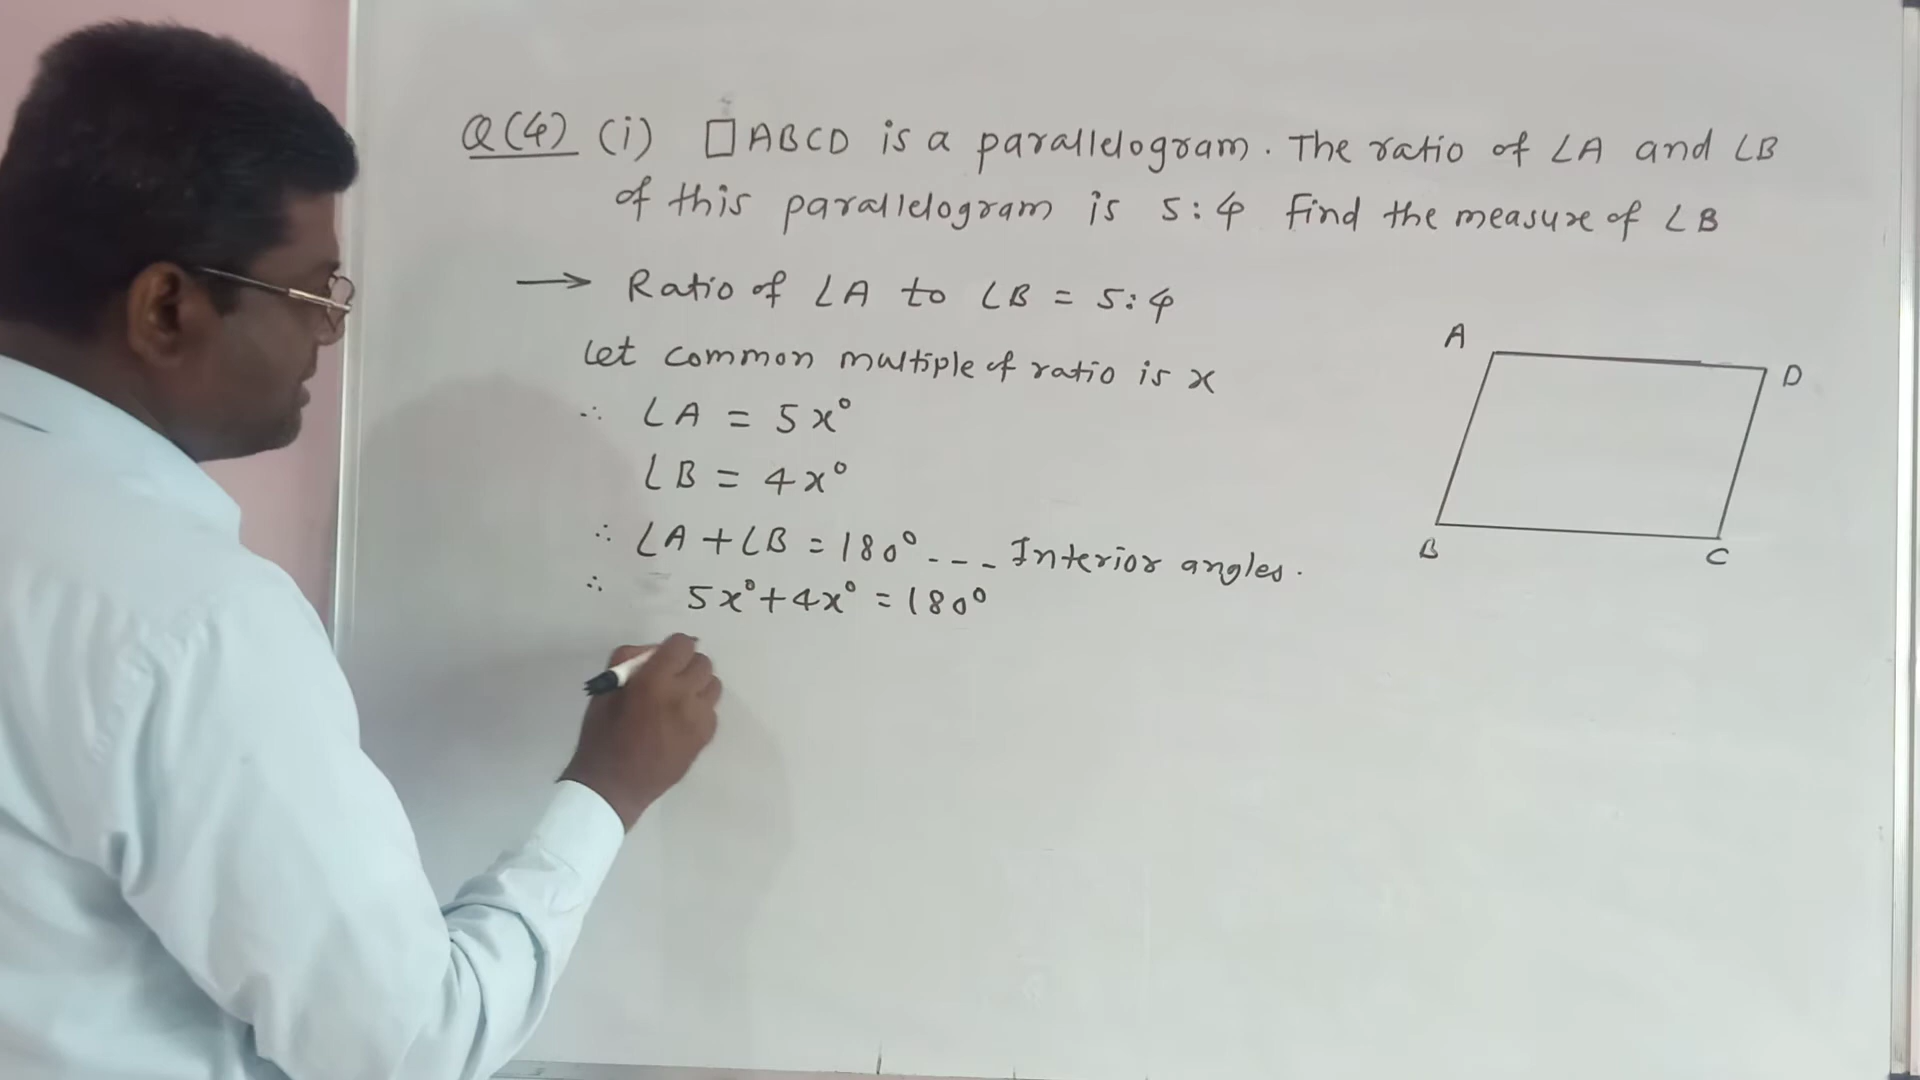 Q(4) (i) □ABCD is a parallelogram. The ratio of ∠A and ∠B
of this parallelogram is 5:4 Find the measure of ∠B
→ Ratio of ∠A to ∠B = 5:4
Let common multiple of ratio is x
∴ ∠A = 5x°
∠B = 4x°
∴ ∠A + ∠B = 180° --- Interior angles.
∴ 5x° + 4x° = 180°
A
D
B
C